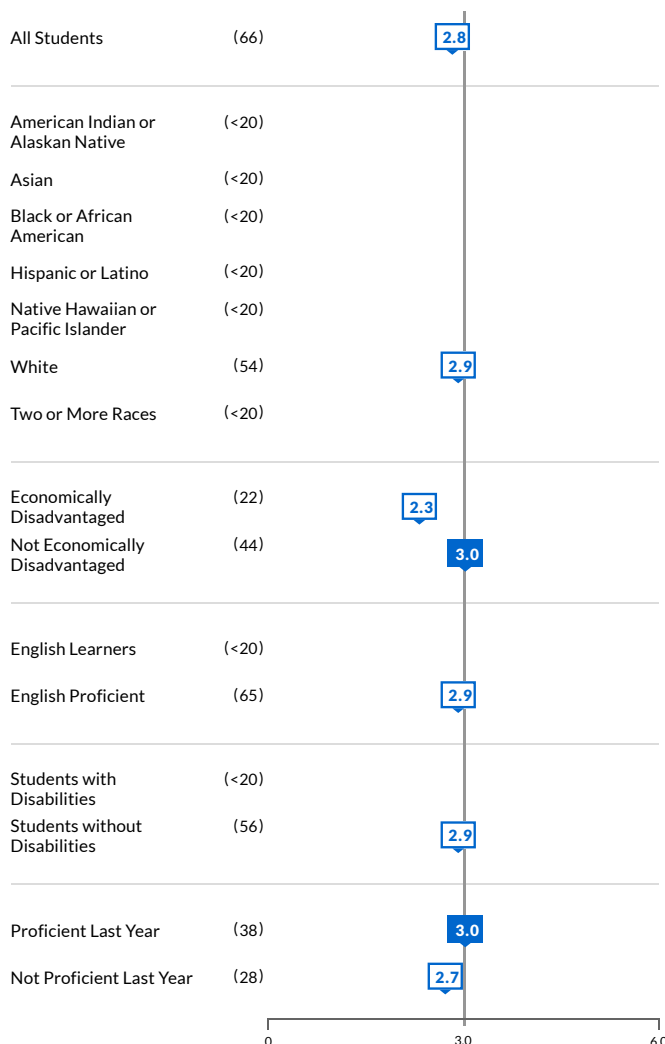 All Students (66) 2.8
American Indian or
Alaskan Native (<20)
Asian (<20)
Black or African
American (<20)
Hispanic or Latino (<20)
Native Hawaiian or
Pacific Islander (<20)
White (54) 2.9
Two or More Races (<20)
Economically
Disadvantaged (22) 2.3
Not Economically
Disadvantaged (44) 3.0
English Learners (<20)
English Proficient (65) 2.9
Students with
Disabilities (<20)
Students without
Disabilities (56) 2.9
Proficient Last Year (38) 3.0
Not Proficient Last Year (28) 2.7
0 3.0 6.0